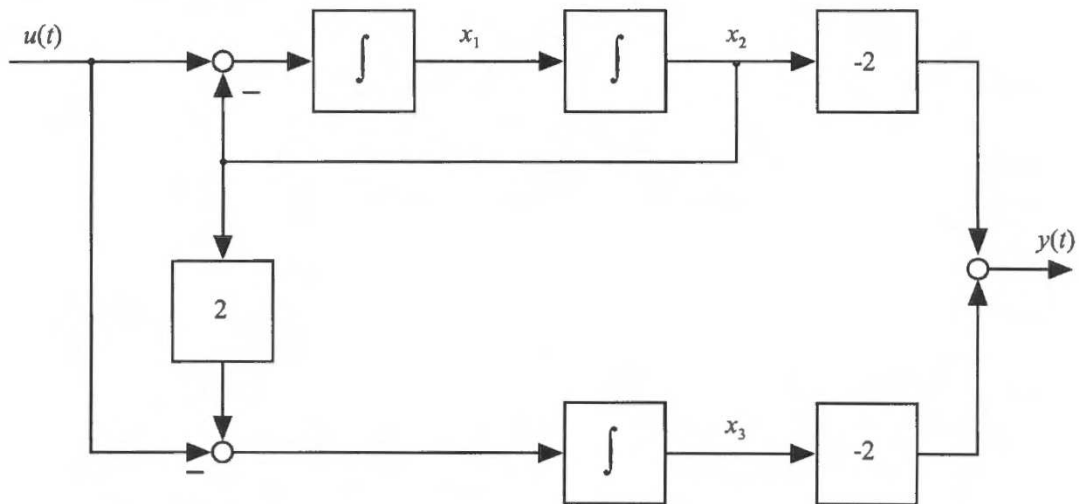 u(t)
∫
x₁
∫
x₂
-2
−
y(t)
2
−
∫
x₃
-2